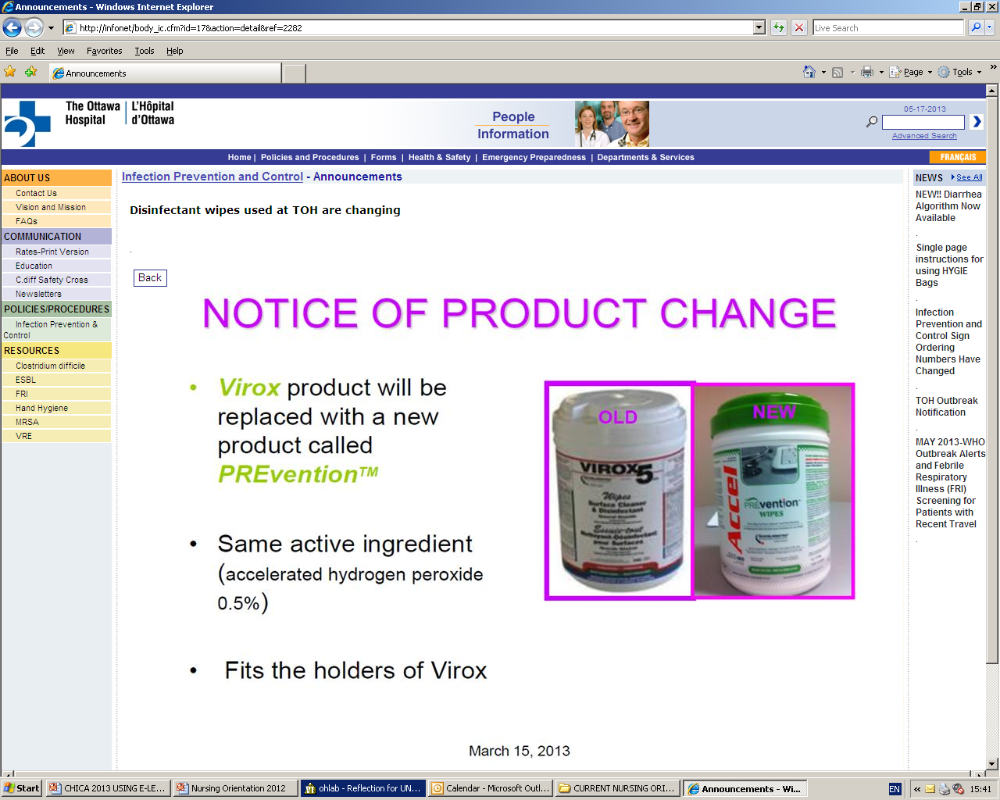 Announcements - Windows Internet Explorer
http://infonet/body_ic.cfm?id=17&action=detail&ref=2282
Live Search
File Edit View Favorites Tools Help
Announcements
Page Tools
The Ottawa Hospital
L'Hôpital d'Ottawa
People
Information
05-17-2013
Advanced Search
Home | Policies and Procedures | Forms | Health & Safety | Emergency Preparedness | Departments & Services
FRANÇAIS
ABOUT US
Contact Us
Vision and Mission
FAQs
COMMUNICATION
Rates-Print Version
Education
C.diff Safety Cross
Newsletters
POLICIES/PROCEDURES
Infection Prevention &
Control
RESOURCES
Clostridium difficile
ESBL
FRI
Hand Hygiene
MRSA
VRE
Infection Prevention and Control - Announcements
Disinfectant wipes used at TOH are changing
.
Back
NOTICE OF PRODUCT CHANGE
• Virox product will be
replaced with a new
product called
PREvention™
• Same active ingredient
(accelerated hydrogen peroxide
0.5%)
• Fits the holders of Virox
OLD
VIROX5
Wipes
Surface Cleaner
& Disinfectant
Essuie-tout
Nettoyant-Désinfectant
pour Surfaces
NEW
Accel
PREvention™
WIPES
March 15, 2013
NEWS See All
NEW!! Diarrhea
Algorithm Now
Available
.
Single page
instructions for
using HYGIE
Bags
.
Infection
Prevention and
Control Sign
Ordering
Numbers Have
Changed
.
TOH Outbreak
Notification
.
MAY 2013-WHO
Outbreak Alerts
and Febrile
Respiratory
Illness (FRI)
Screening for
Patients with
Recent Travel
.
Start
CHICA 2013 USING E-LE...
Nursing Orientation 2012
ohlab - Reflection for UN...
Calendar - Microsoft Outl...
CURRENT NURSING ORI...
Announcements - Wi...
EN
15:41